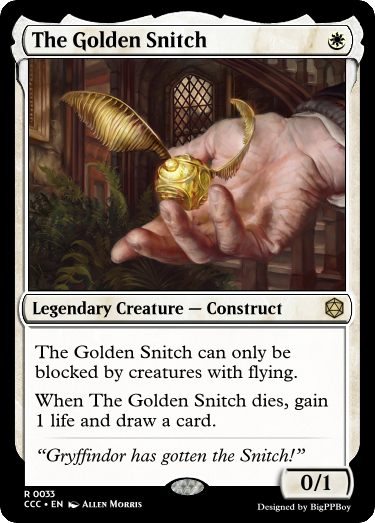 The Golden Snitch
Legendary Creature — Construct
The Golden Snitch can only be
blocked by creatures with flying.
When The Golden Snitch dies, gain
1 life and draw a card.
“Gryffindor has gotten the Snitch!”
0/1
R 0033
CCC • EN Allen Morris
Designed by BigPPBoy